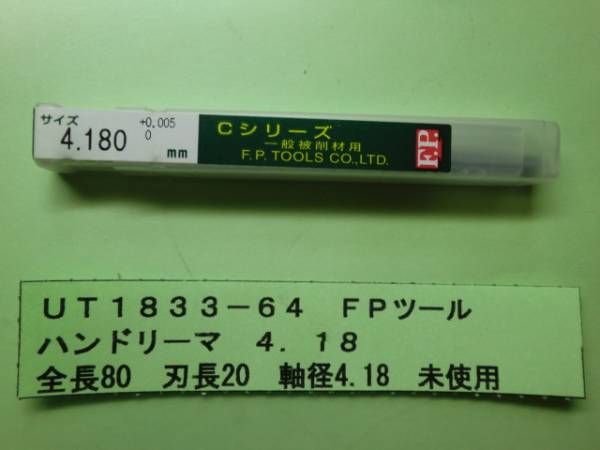 サイズ
4.180 +0.005 0 mm
Cシリーズ
一般被削材用
F.P. TOOLS CO.,LTD.
F.P.
UT1833-64 FPツール
ハンドリーマ 4.18
全長80 刃長20 軸径4.18 未使用